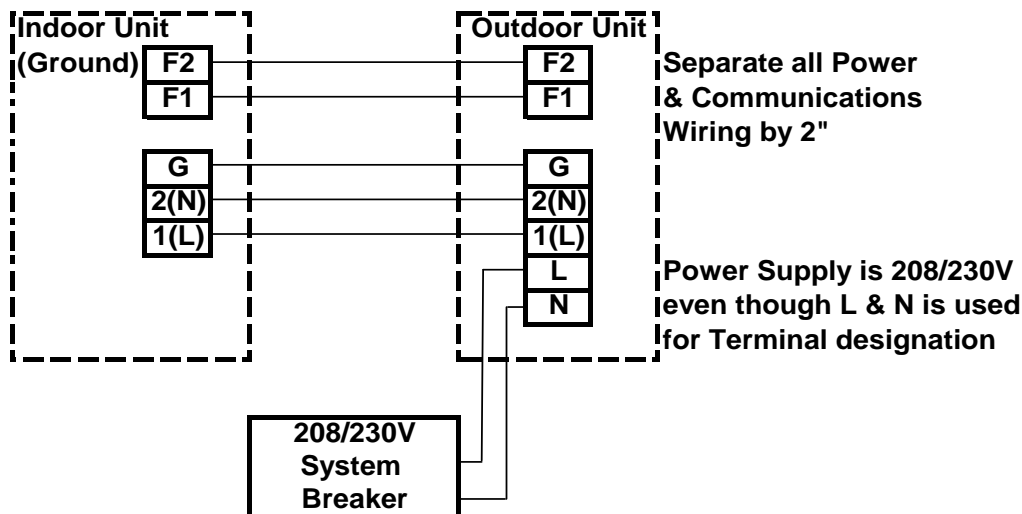 Indoor Unit
(Ground)
F2
F1
G
2(N)
1(L)
Outdoor Unit
F2
F1
G
2(N)
1(L)
L
N
Separate all Power
& Communications
Wiring by 2"
Power Supply is 208/230V
even though L & N is used
for Terminal designation
208/230V
System
Breaker